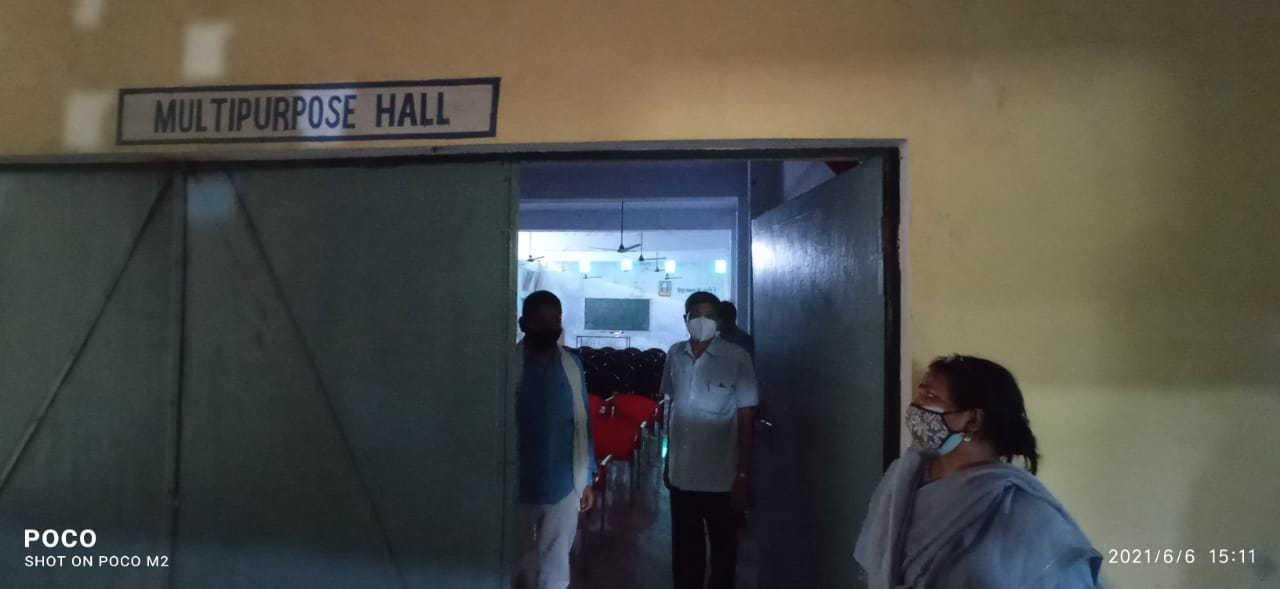 MULTIPURPOSE HALL
POCO
SHOT ON POCO M2
2021/6/6 15:11